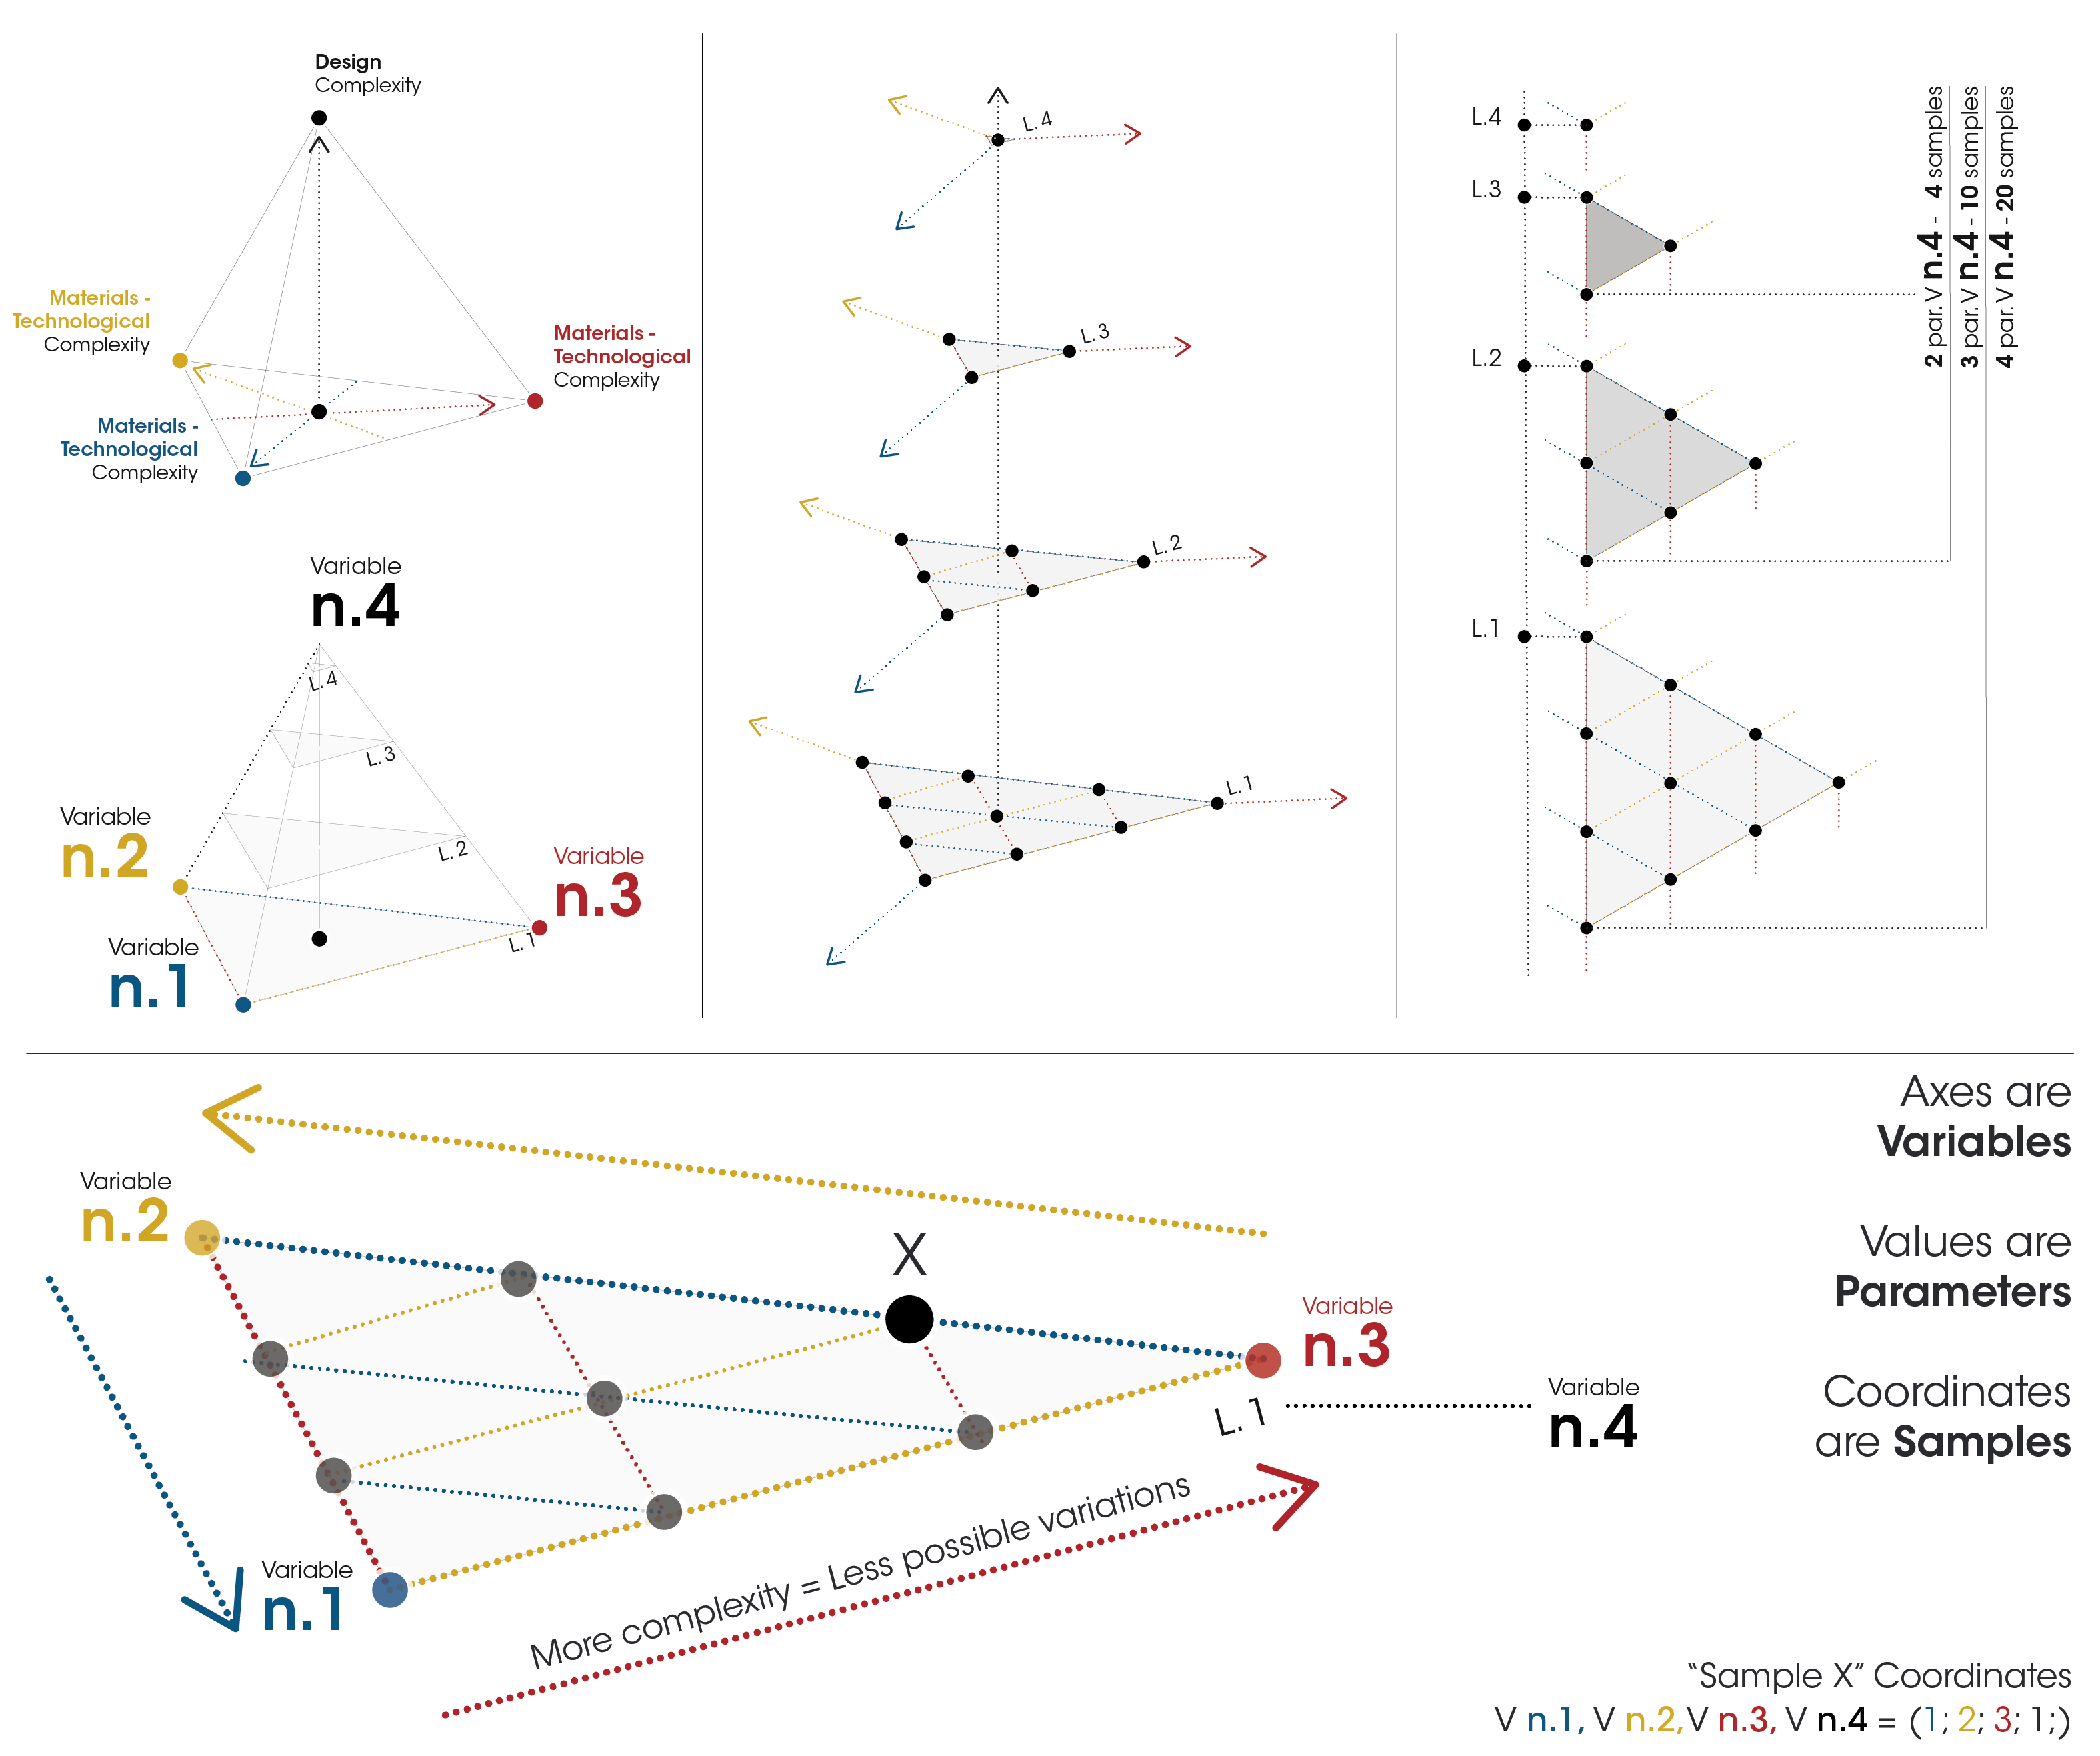 Design
Complexity
Materials -
Technological
Complexity
Materials -
Technological
Complexity
Materials -
Technological
Complexity
Variable
n.4
L.4
L.3
L.2
L.1
Variable
n.2
Variable
n.3
Variable
n.1
L.4
L.3
L.2
L.1
L.4
L.3
L.2
L.1
2 par. V n.4 - 4 samples
3 par. V n.4 - 10 samples
4 par. V n.4 - 20 samples
Axes are
Variables
Values are
Parameters
Coordinates
are Samples
Variable
n.2
X
Variable
n.3
L.1
Variable
n.4
Variable
n.1
More complexity = Less possible variations
“Sample X” Coordinates
V n.1, V n.2, V n.3, V n.4 = (1; 2; 3; 1;)